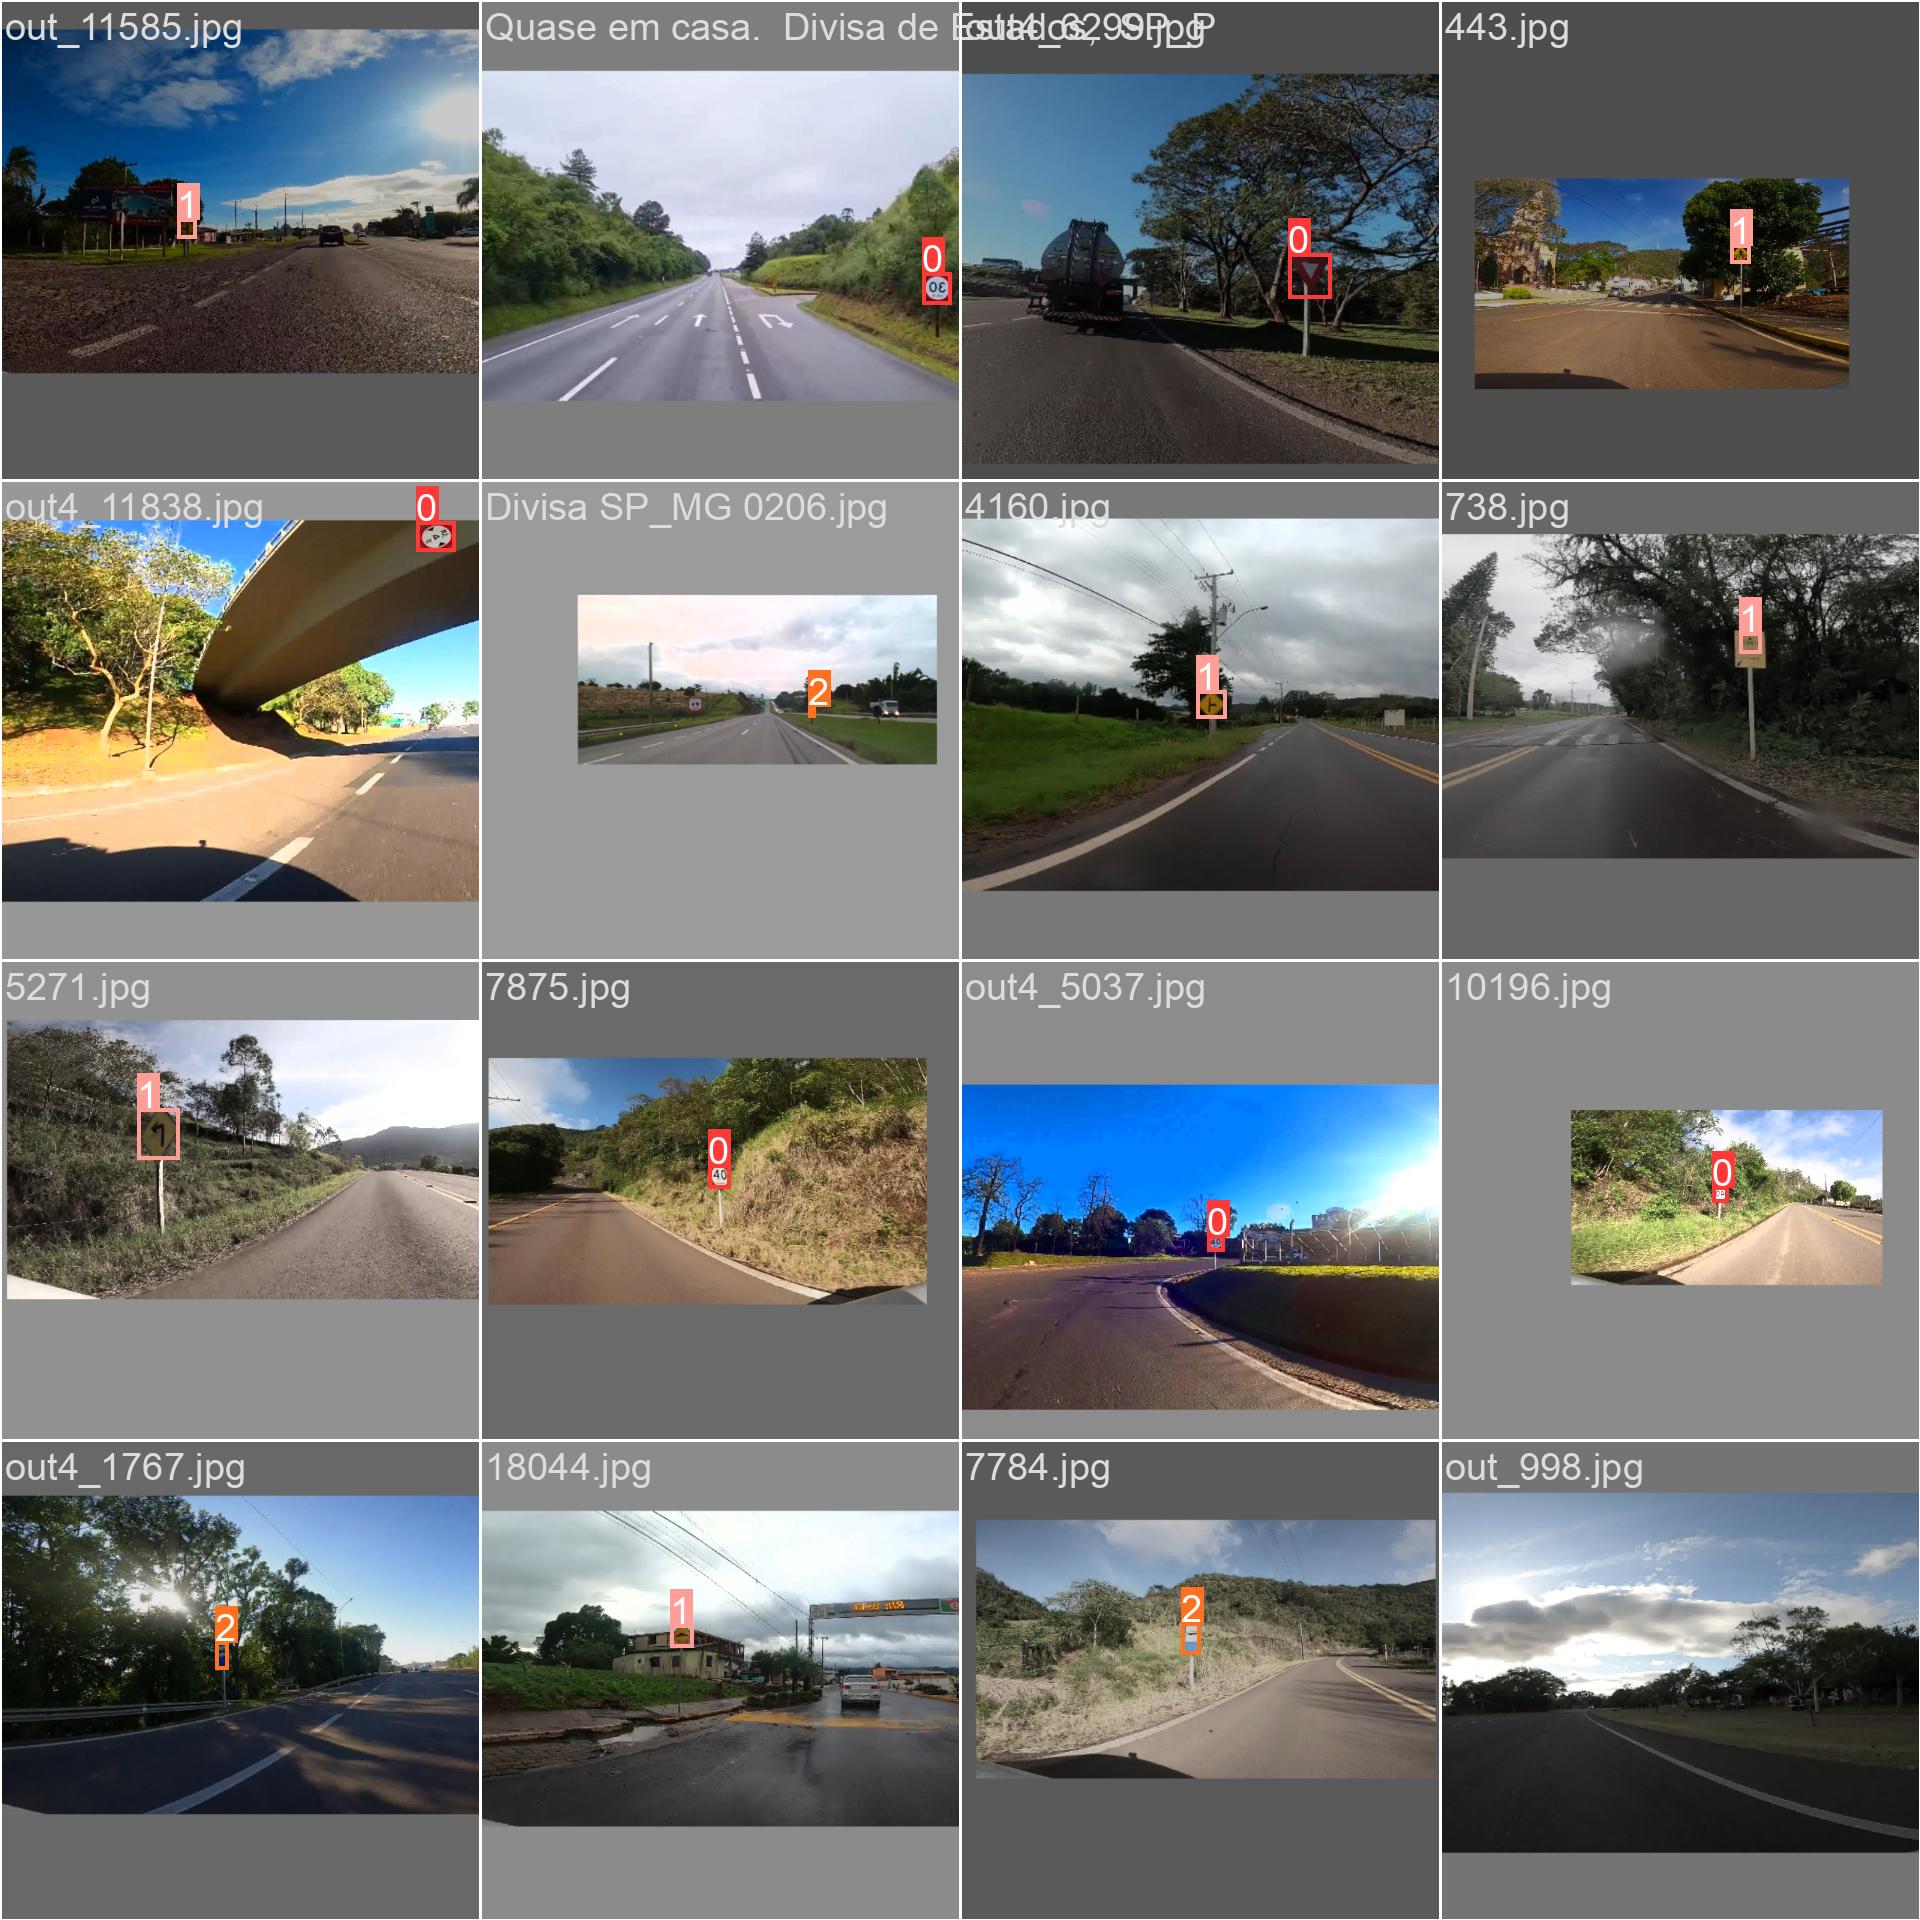 out_11585.jpg
1
Quase em casa.  Divisa de Estados, SP_P
0
0
443.jpg
1
out4_11838.jpg
0
Divisa SP_MG 0206.jpg
2
4160.jpg
1
738.jpg
1
5271.jpg
1
7875.jpg
0
40
out4_5037.jpg
0
40
10196.jpg
0
out4_1767.jpg
2
18044.jpg
1
7784.jpg
2
out_998.jpg